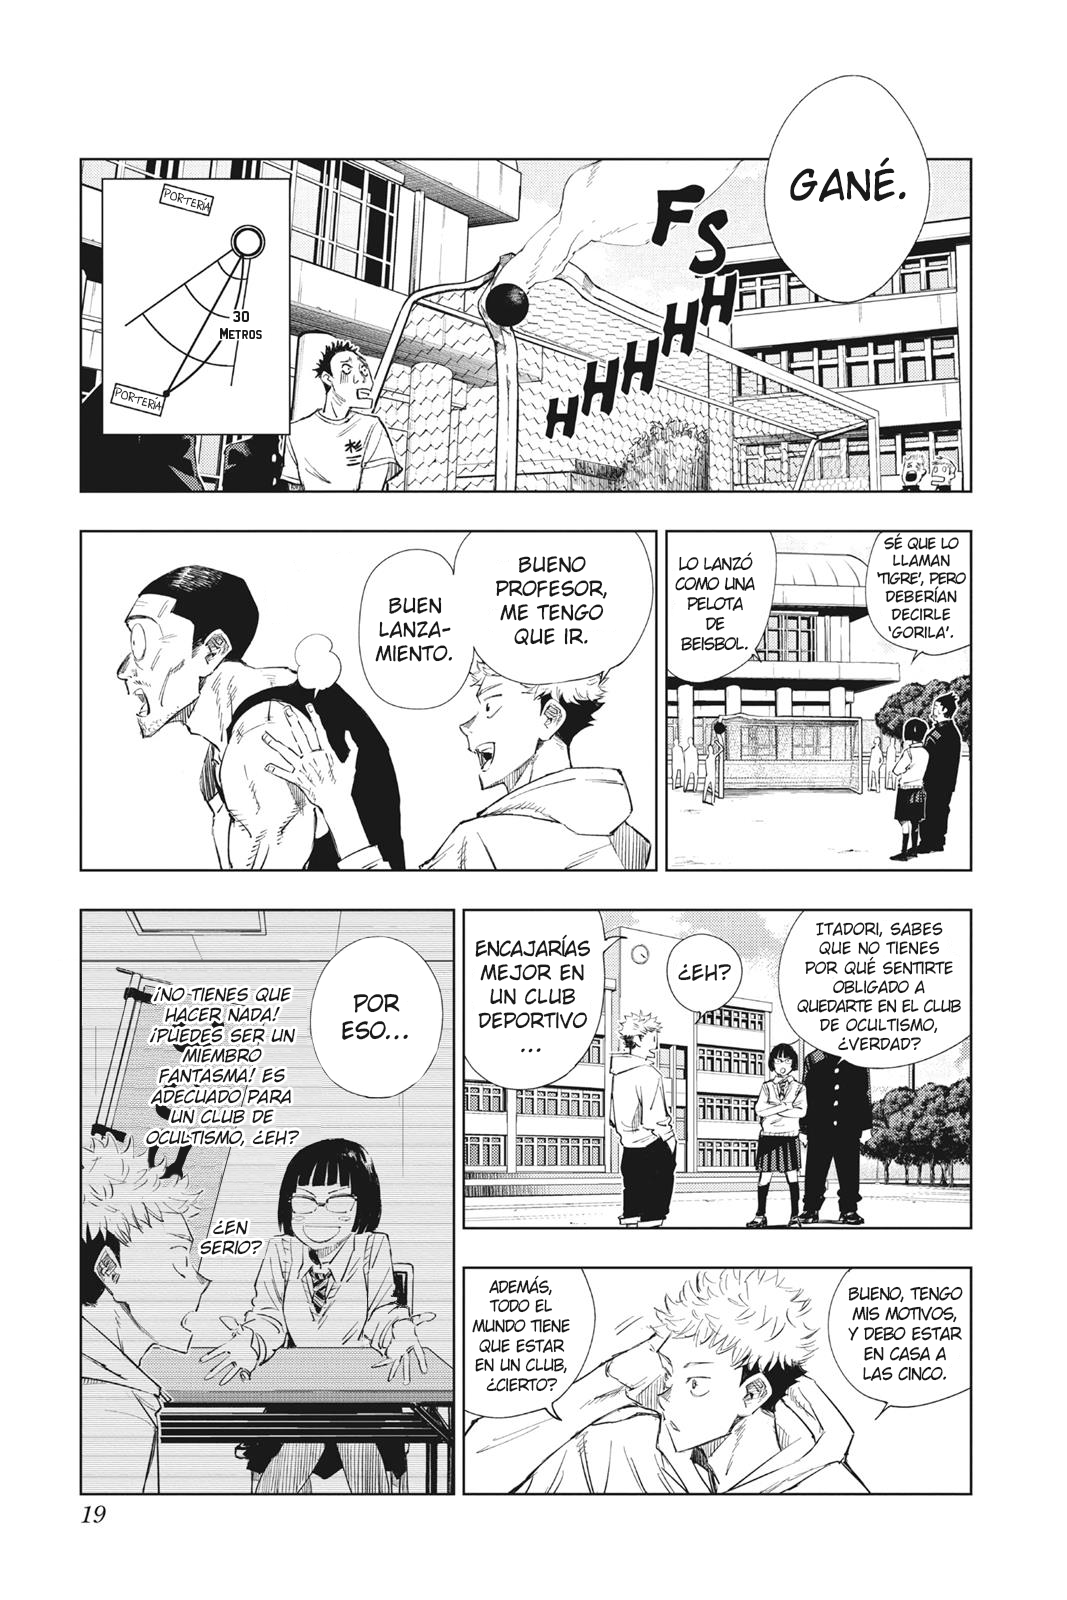 GANÉ.
FSHHHHH
PORTERÍA
30
METROS
PORTERÍA
SÉ QUE LO
LLAMAN
'TIGRE', PERO
DEBERÍAN
DECIRLE
'GORILA'.
LO LANZÓ
COMO UNA
PELOTA
DE
BEISBOL.
BUENO
PROFESOR,
ME TENGO
QUE IR.
BUEN
LANZA-
MIENTO.
ITADORI, SABES
QUE NO TIENES
POR QUÉ SENTIRTE
OBLIGADO A
QUEDARTE EN EL CLUB
DE OCULTISMO,
¿VERDAD?
¿EH?
ENCAJARÍAS
MEJOR EN
UN CLUB
DEPORTIVO
...
POR
ESO...
¡NO TIENES QUE
HACER NADA!
¡PUEDES SER UN
MIEMBRO
FANTASMA! ES
ADECUADO PARA
UN CLUB DE
OCULTISMO, ¿EH?
¿EN
SERIO?
BUENO, TENGO
MIS MOTIVOS,
Y DEBO ESTAR
EN CASA A
LAS CINCO.
ADEMÁS,
TODO EL
MUNDO TIENE
QUE ESTAR
EN UN CLUB,
¿CIERTO?
19